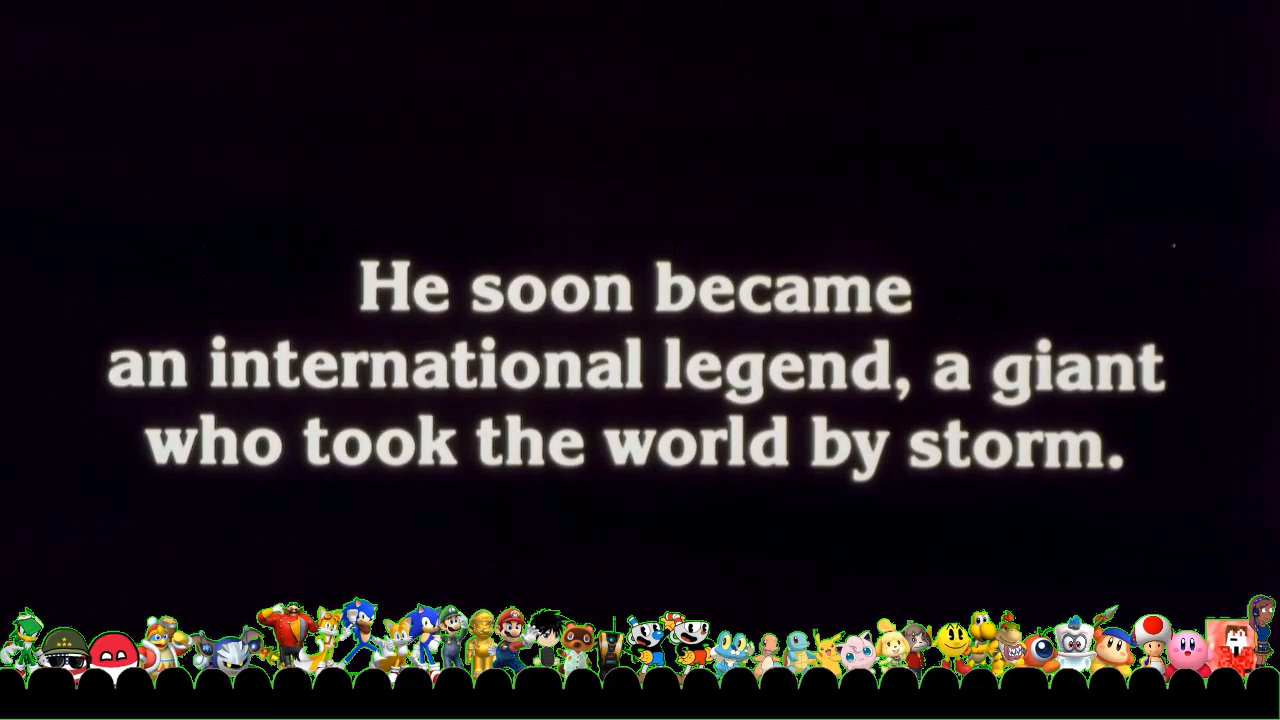 He soon became
an international legend, a giant
who took the world by storm.